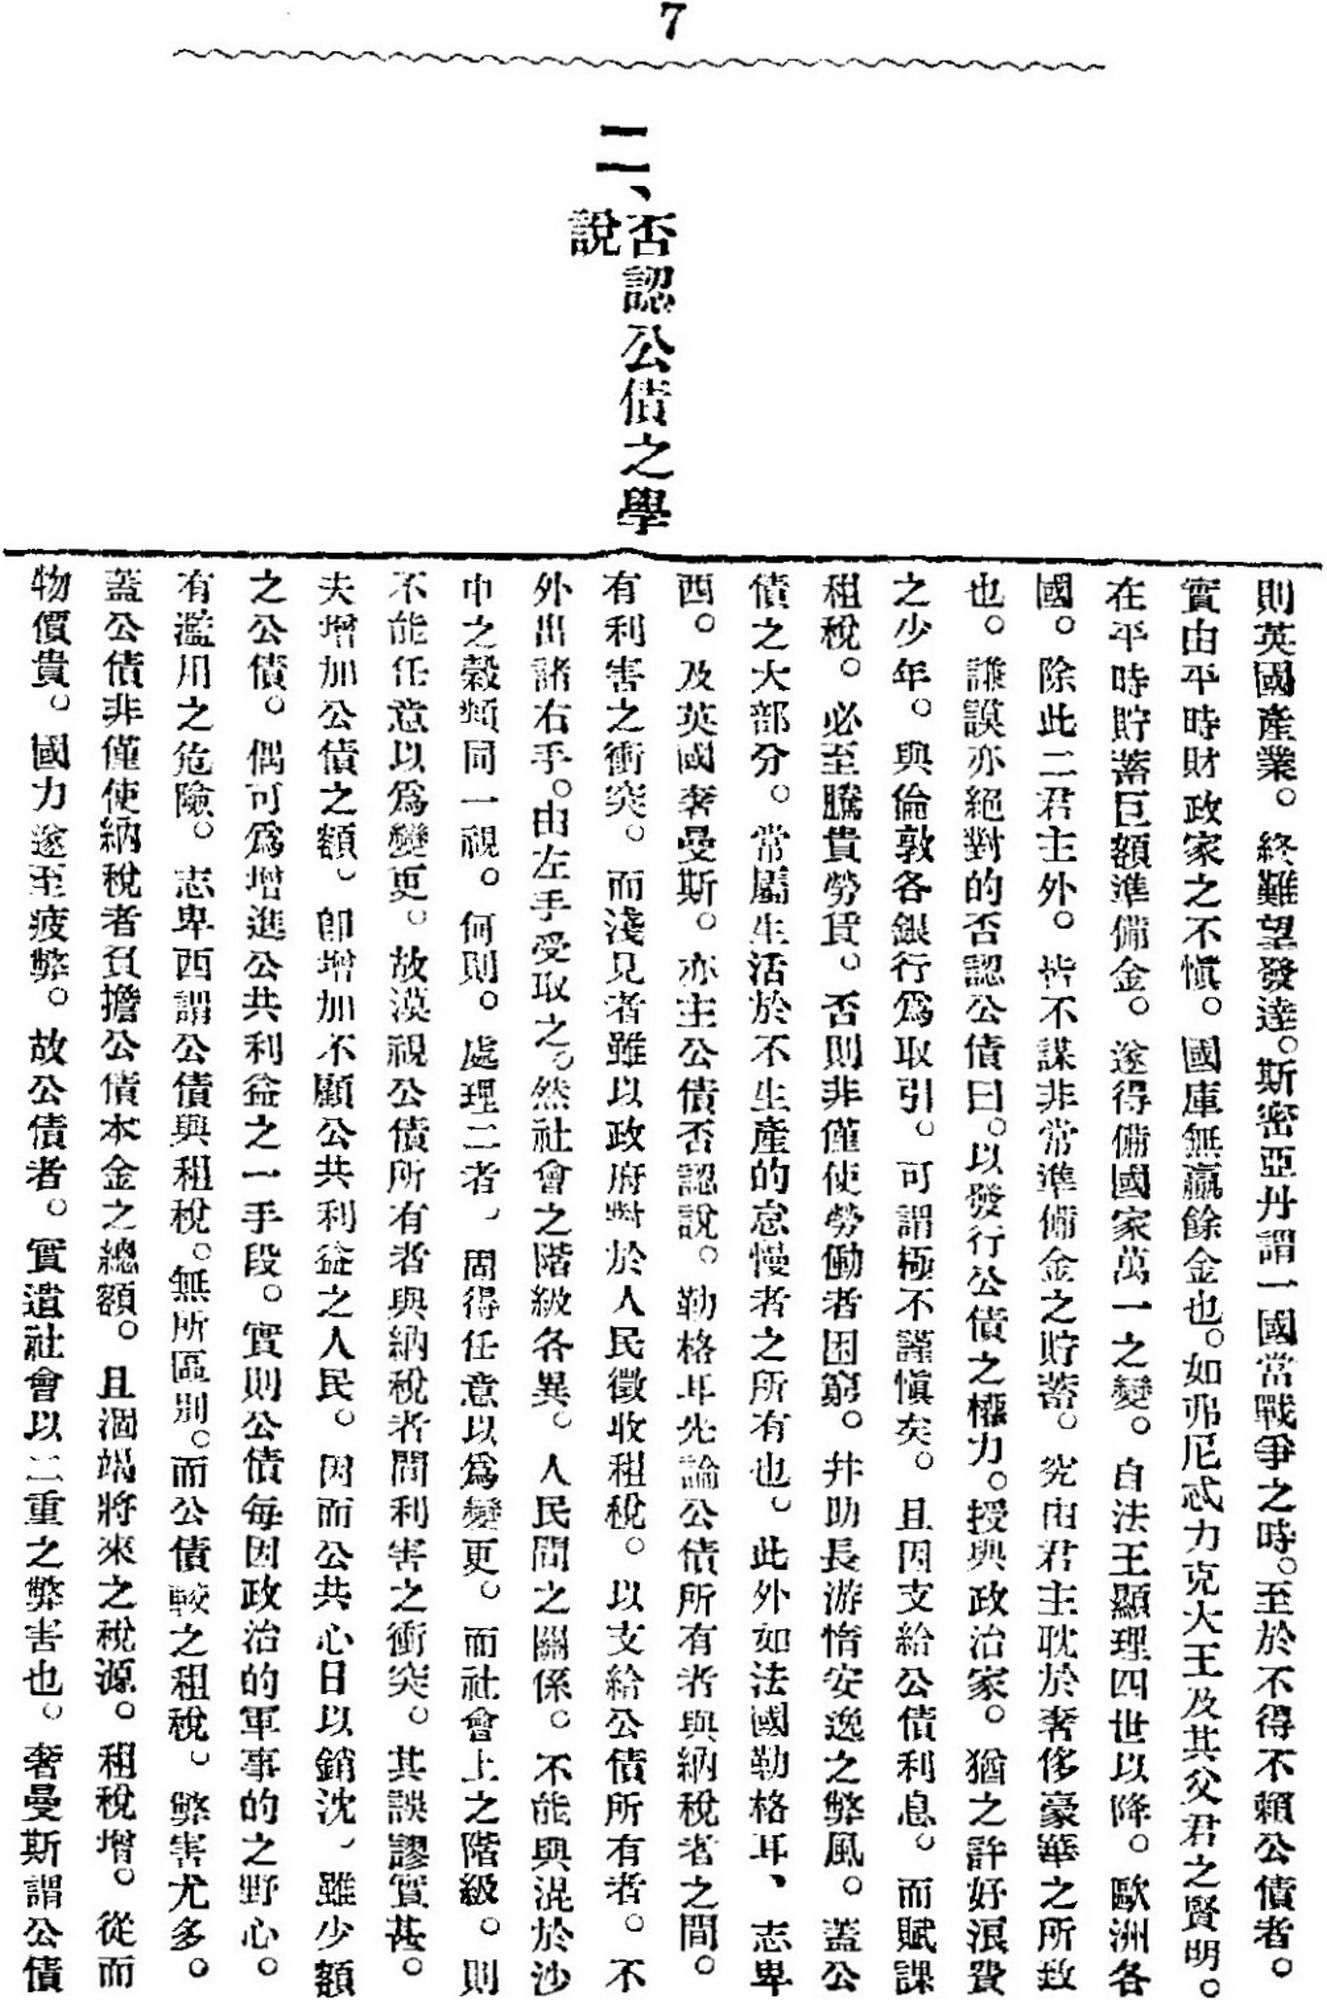 7
二、否認公債之學
說
則英國產業。終難望發達。斯密亞丹謂一國當戰爭之時。至於不得不賴公債者。
實由平時財政家之不愼。國庫無贏餘金也。如弗尼忒力克大王及其父君之賢明。
在平時貯蓄巨額準備金。遂得備國家萬一之變。自法王顯理四世以降。歐洲各
國。除此二君主外。皆不謀非常準備金之貯蓄。究由君主耽於奢侈豪華之所致
也。謙謨亦絕對的否認公債曰。以發行公債之權力。授與政治家。猶之許好浪費
之少年。與倫敦各銀行爲取引。可謂極不謹愼矣。且因支給公債利息。而賦課
租稅。必至騰貴勞賃。否則非僅使勞働者困窮。幷助長游惰安逸之弊風。蓋公
債之大部分。常屬生活於不生產的怠慢者之所有也。此外如法國勒格耳、志卑
西。及英國奢曼斯。亦主公債否認說。勒格耳先論公債所有者與納稅者之間。
有利害之衝突。而淺見者雖以政府對於人民徵收租稅。以支給公債所有者。不
外出諸右手。由左手受取之。然社會之階級各異。人民間之關係。不能與混於沙
中之穀類同一視。何則。處理二者、固得任意以爲變更。而社會上之階級。則
不能任意以爲變更。故漠視公債所有者與納稅者間利害之衝突。其誤謬實甚。
夫增加公債之額、卽增加不顧公共利益之人民。因而公共心日以銷沈、雖少額
之公債。偶可爲增進公共利益之一手段。實則公債每因政治的軍事的之野心。
有濫用之危險。志卑西謂公債與租稅。無所區別。而公債較之租稅。弊害尤多。
蓋公債非僅使納稅者負擔公債本金之總額。且涸竭將來之稅源。租稅增。從而
物價貴。國力遂至疲弊。故公債者。實遺社會以二重之弊害也。奢曼斯謂公債